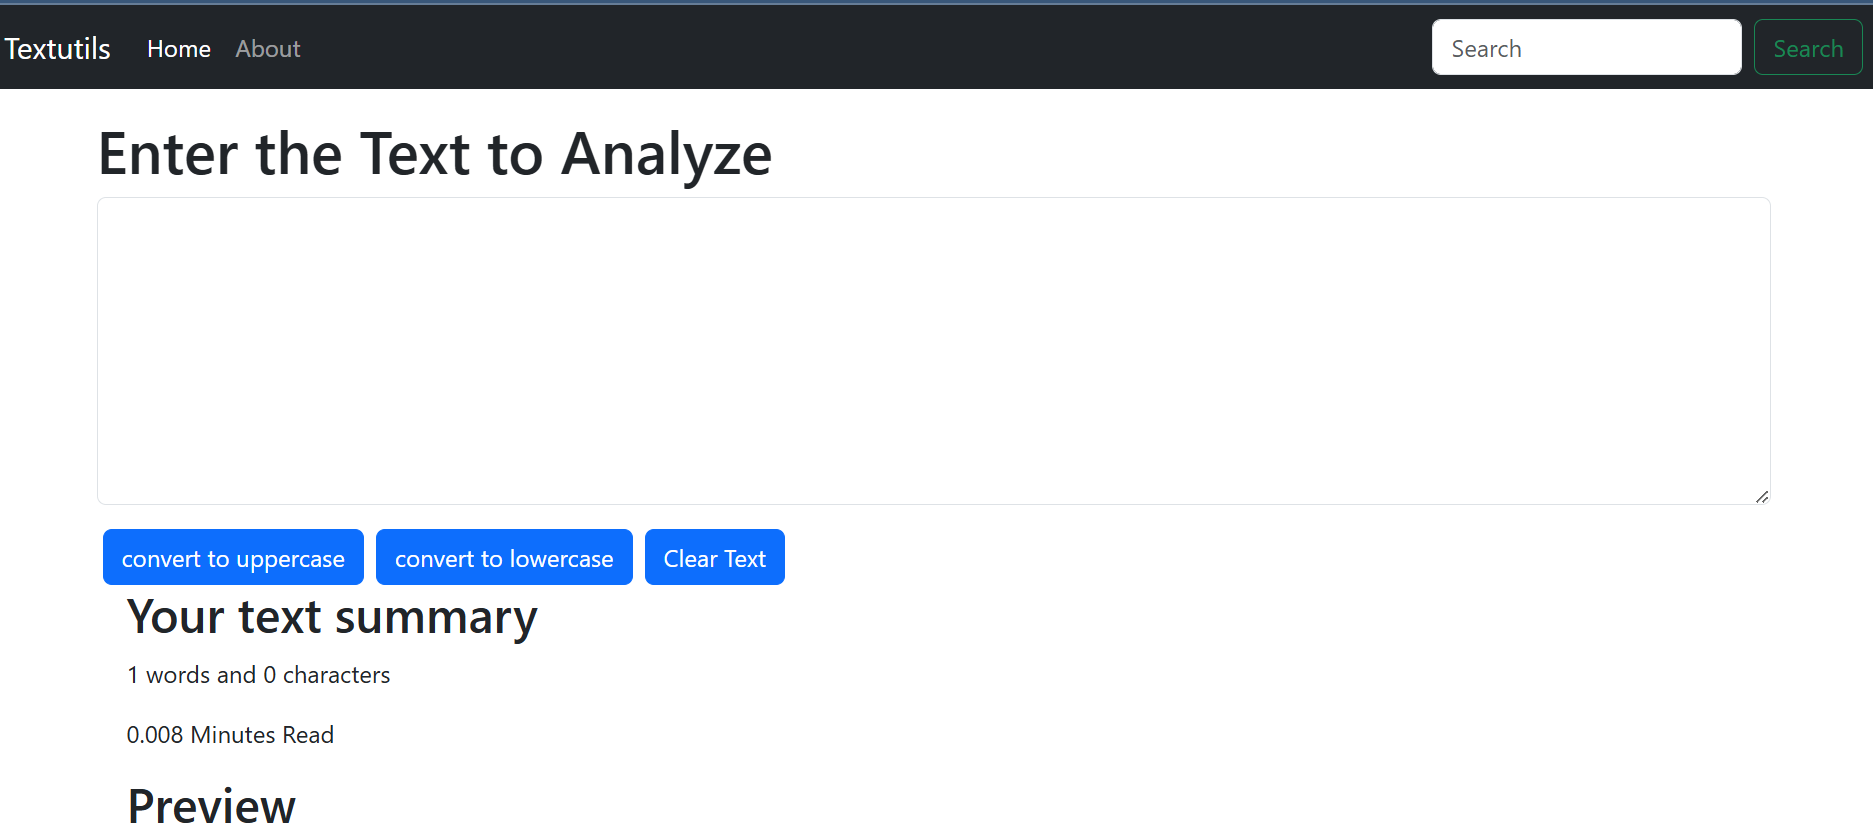 Textutils Home About Search Search
Enter the Text to Analyze
convert to uppercase convert to lowercase Clear Text
Your text summary
1 words and 0 characters
0.008 Minutes Read
Preview